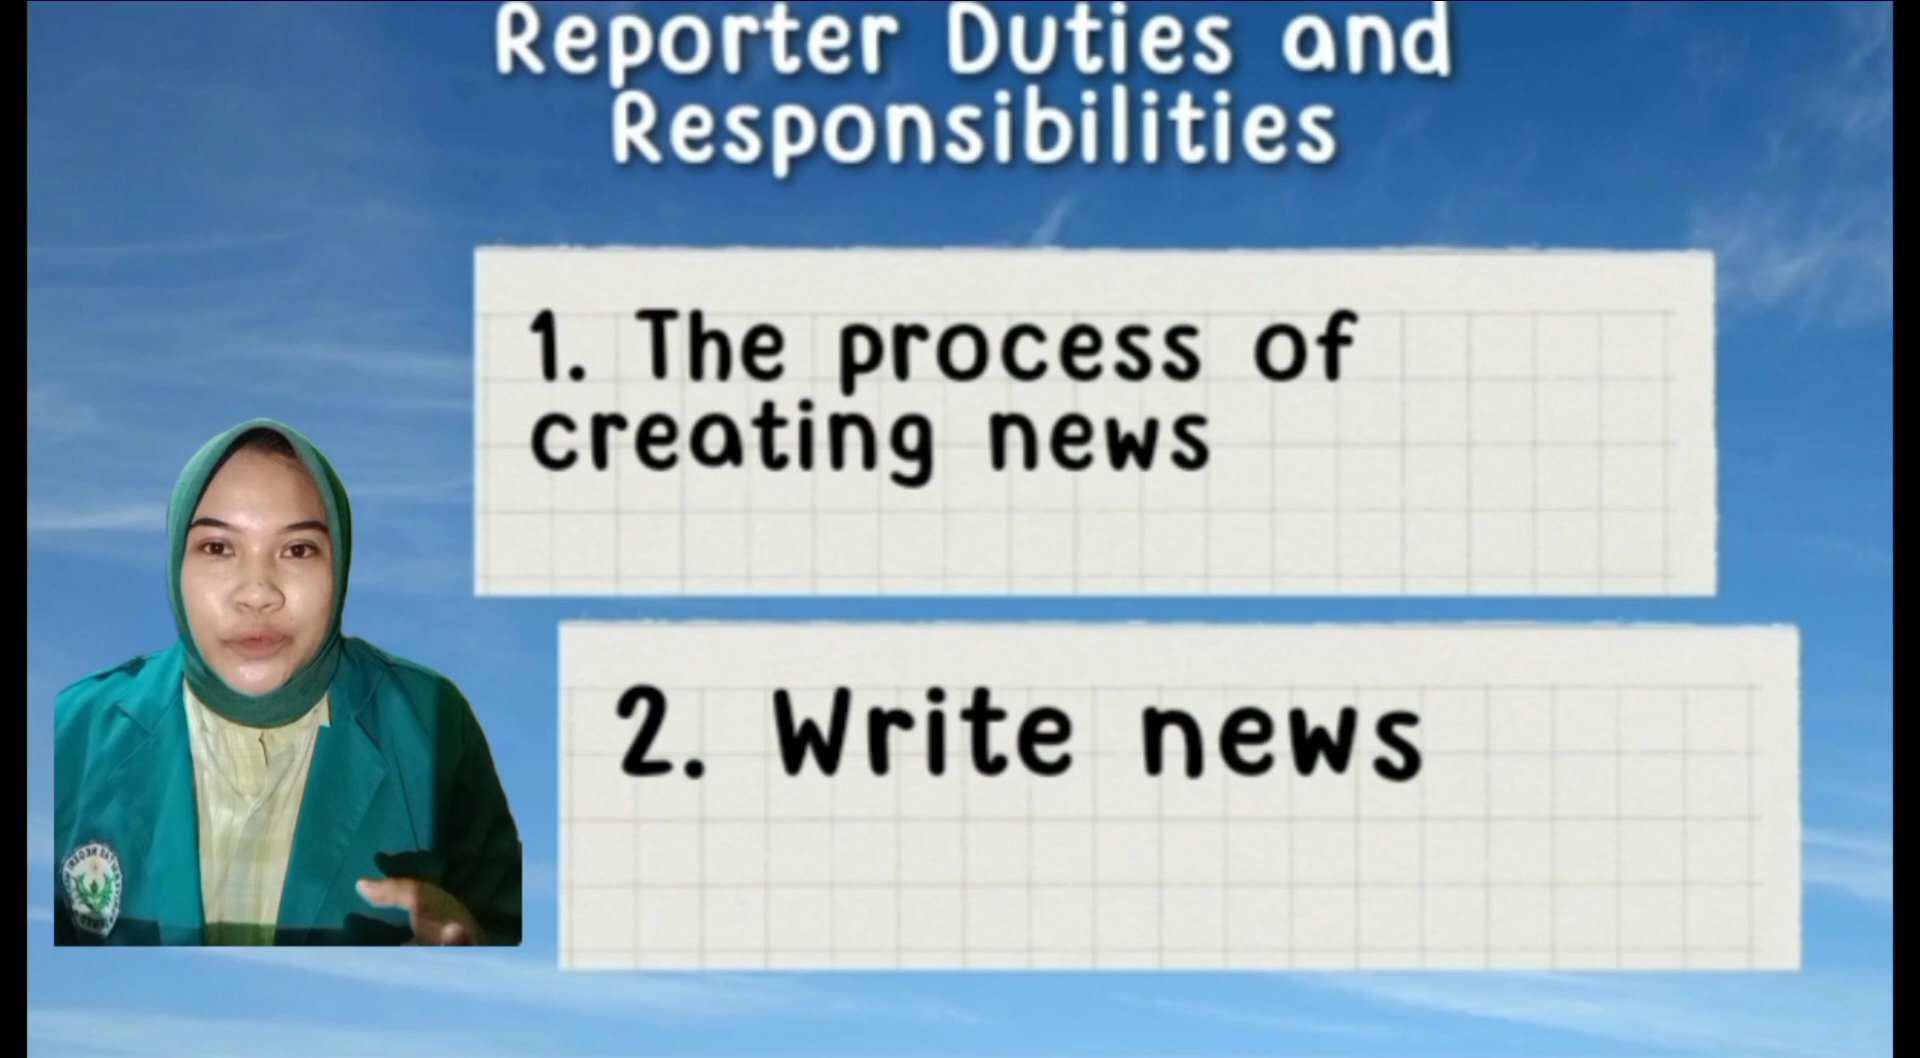 Reporter Duties and
Responsibilities
1. The process of
creating news
2. Write news